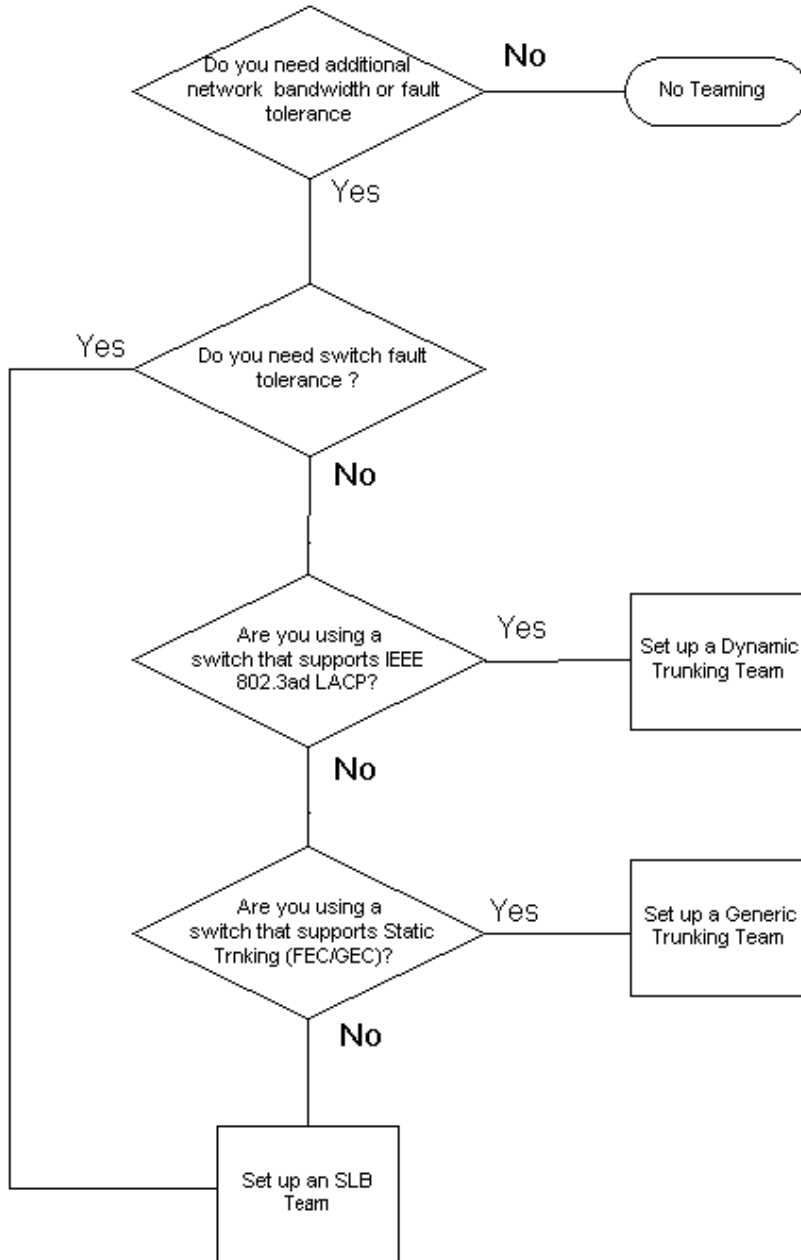 Do you need additional
network bandwidth or fault
tolerance
No
No Teaming
Yes
Yes
Do you need switch fault
tolerance ?
No
Are you using a
switch that supports IEEE
802.3ad LACP?
Yes
Set up a Dynamic
Trunking Team
No
Are you using a
switch that supports Static
Trnking (FEC/GEC)?
Yes
Set up a Generic
Trunking Team
No
Set up an SLB
Team